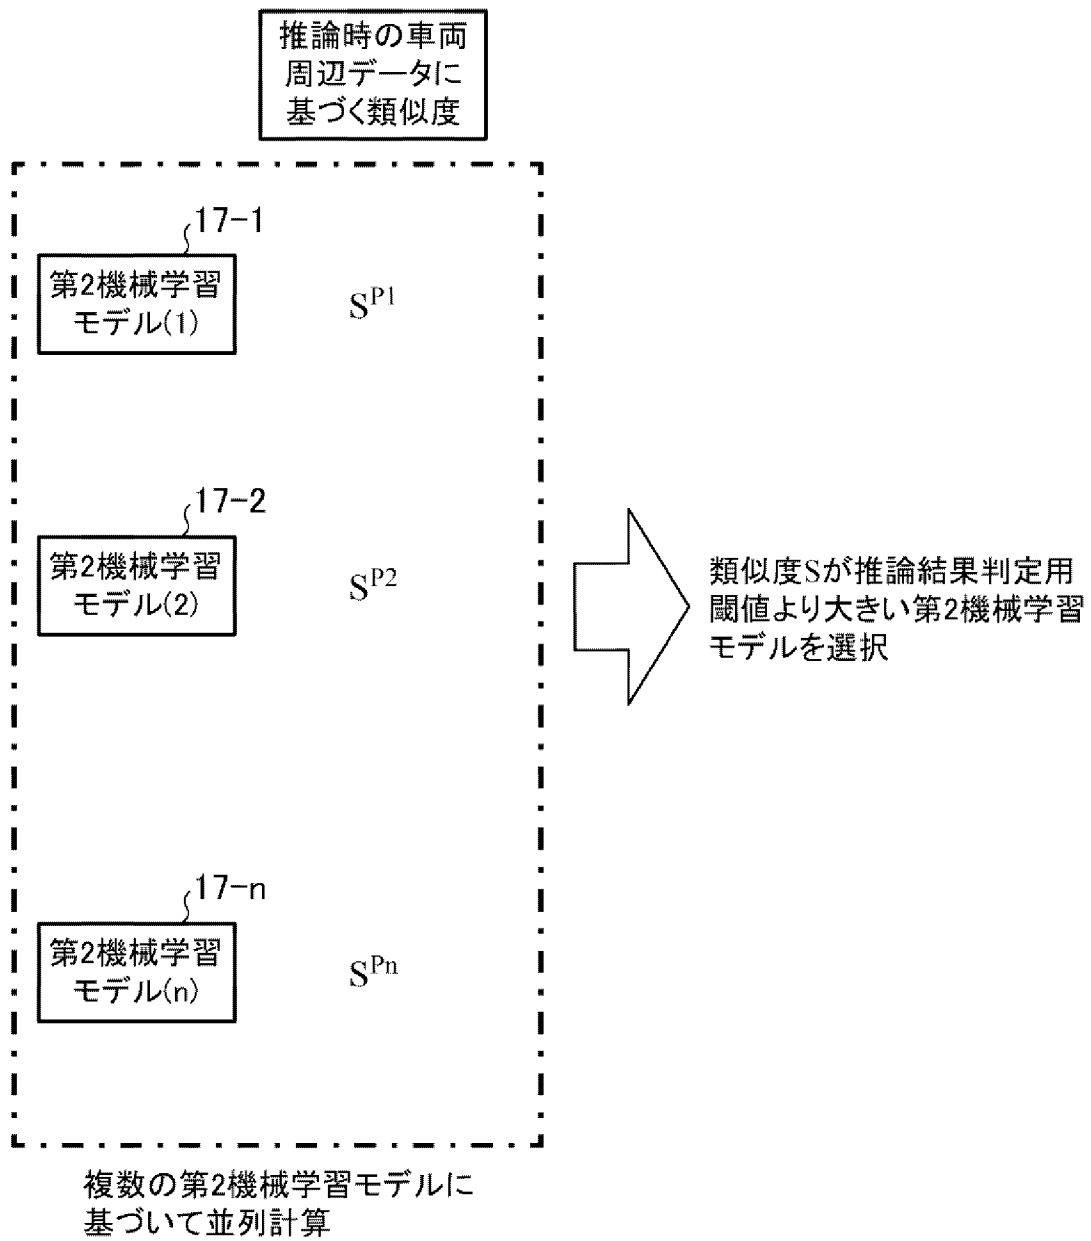 推論時の車両
周辺データに
基づく類似度
17-1
第2機械学習
モデル(1)
S^P1
17-2
第2機械学習
モデル(2)
S^P2
類似度Sが推論結果判定用
閾値より大きい第2機械学習
モデルを選択
17-n
第2機械学習
モデル(n)
S^Pn
複数の第2機械学習モデルに
基づいて並列計算